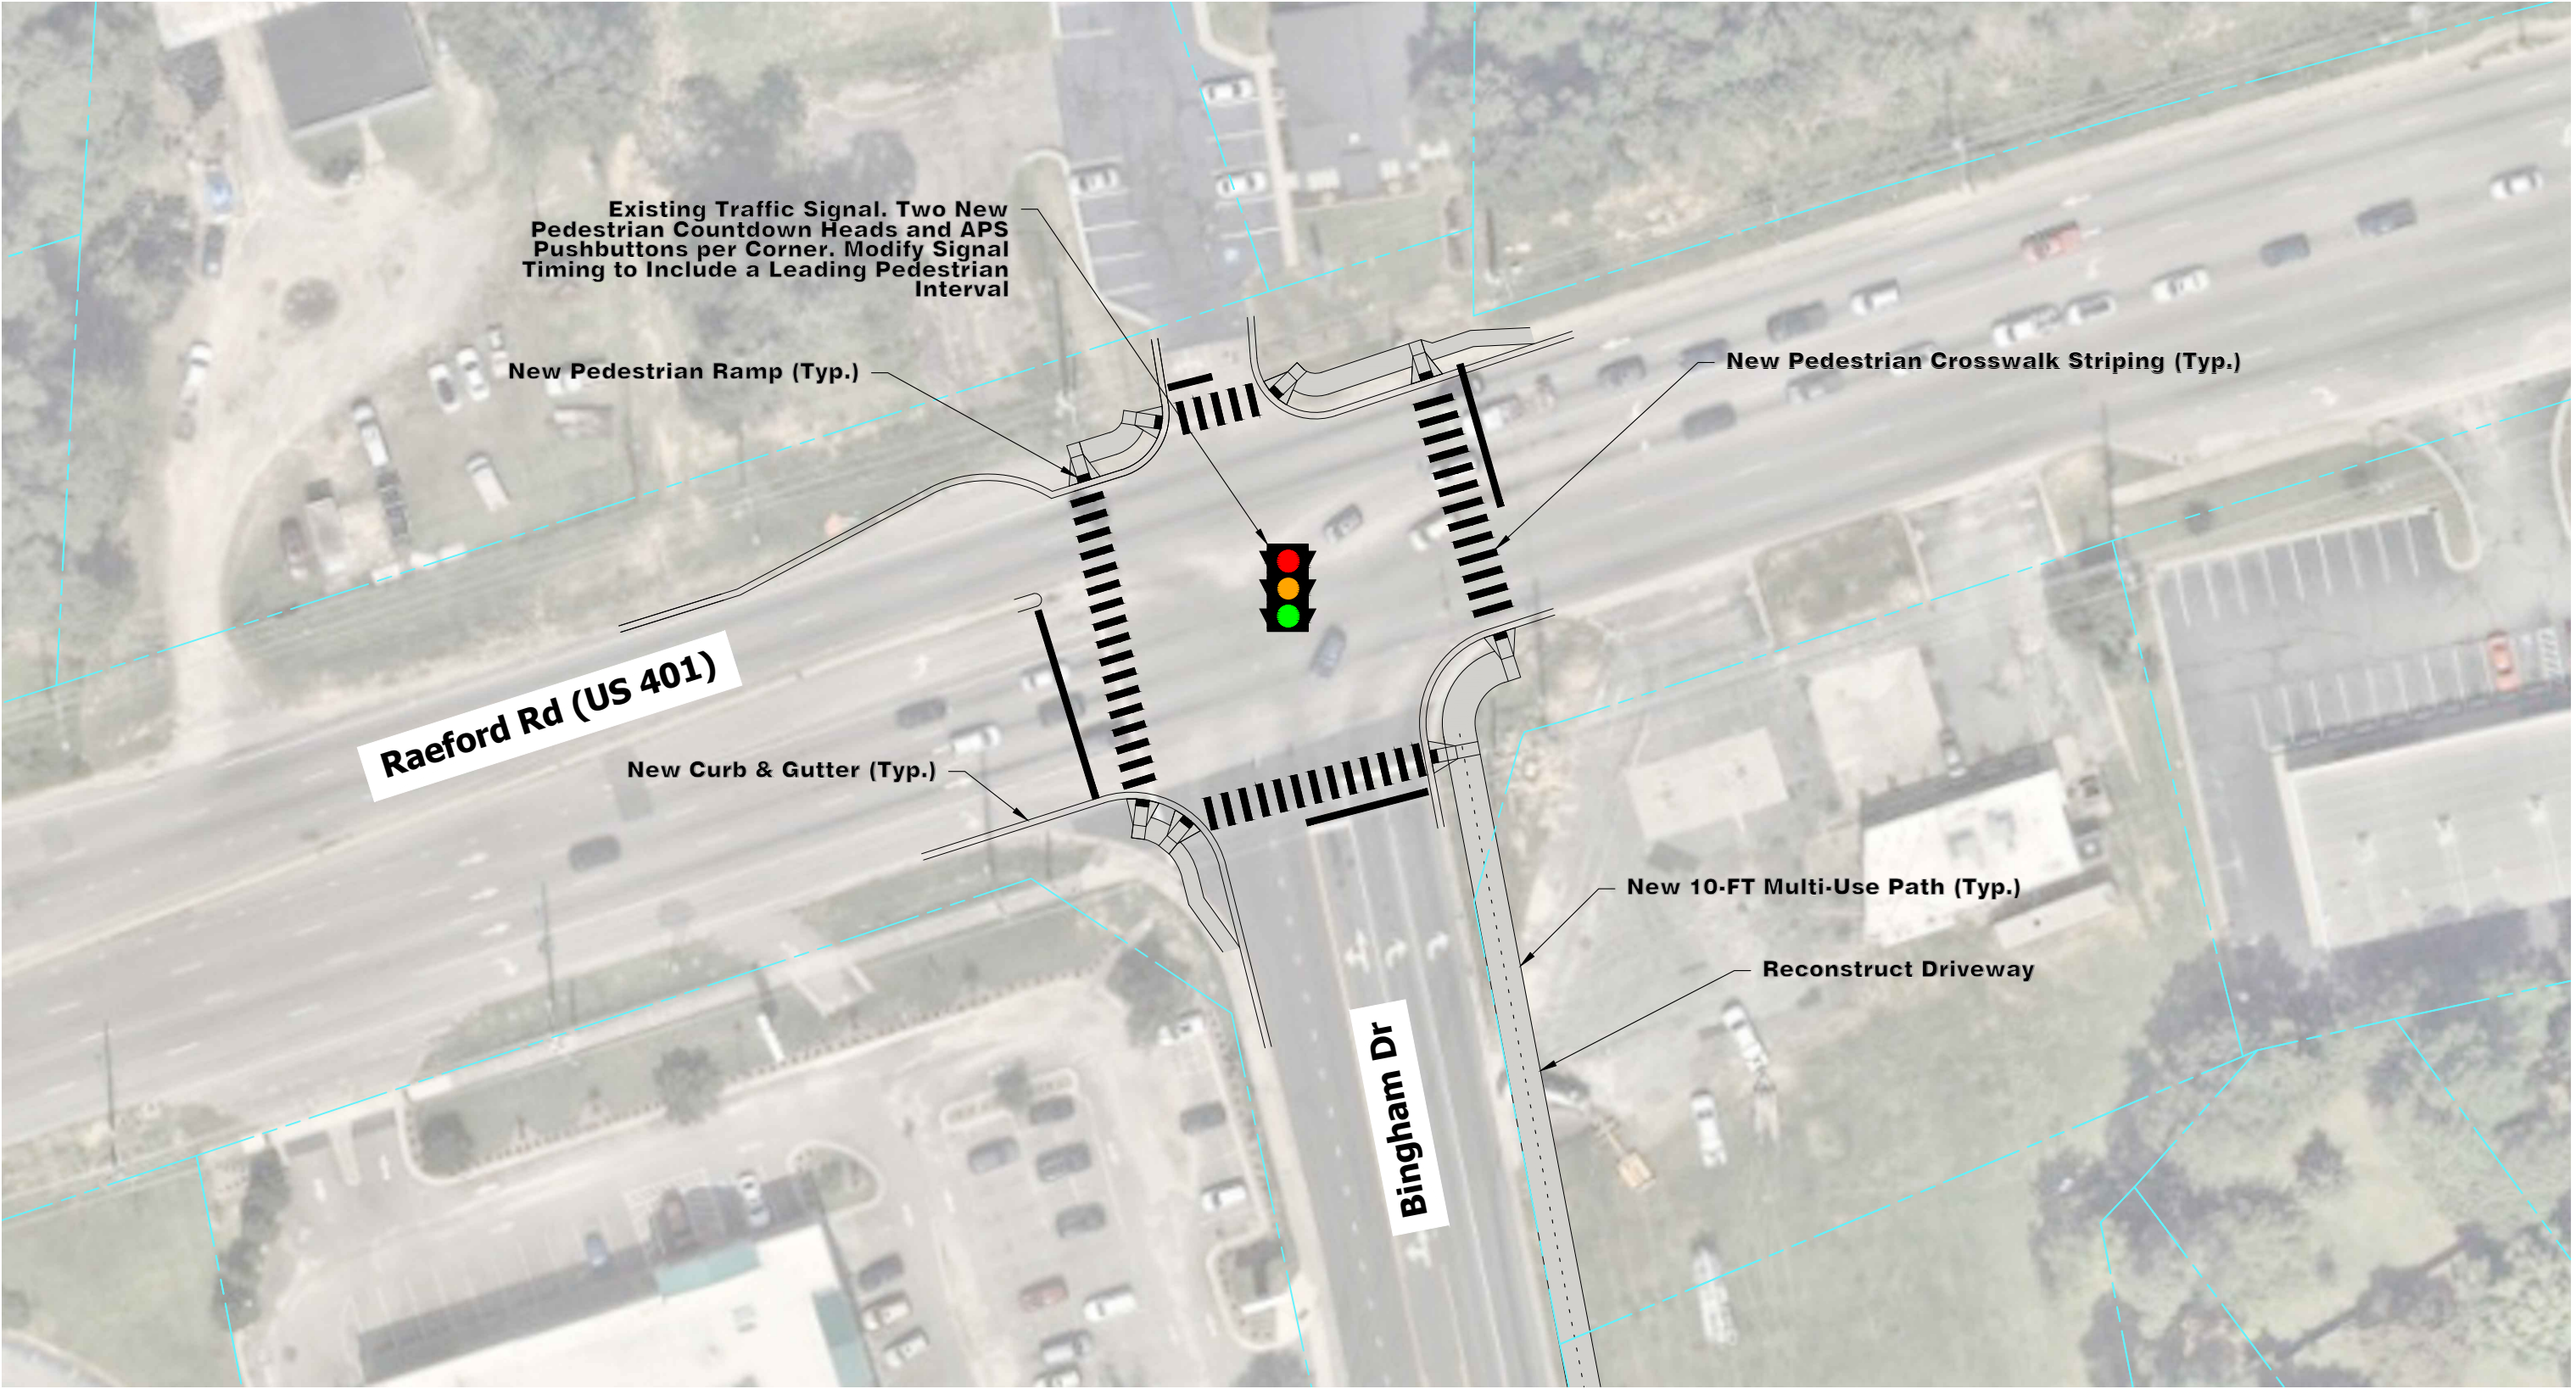 Existing Traffic Signal. Two New
Pedestrian Countdown Heads and APS
Pushbuttons per Corner. Modify Signal
Timing to Include a Leading Pedestrian
Interval
New Pedestrian Ramp (Typ.)
New Pedestrian Crosswalk Striping (Typ.)
Raeford Rd (US 401)
New Curb & Gutter (Typ.)
New 10-FT Multi-Use Path (Typ.)
Reconstruct Driveway
Bingham Dr